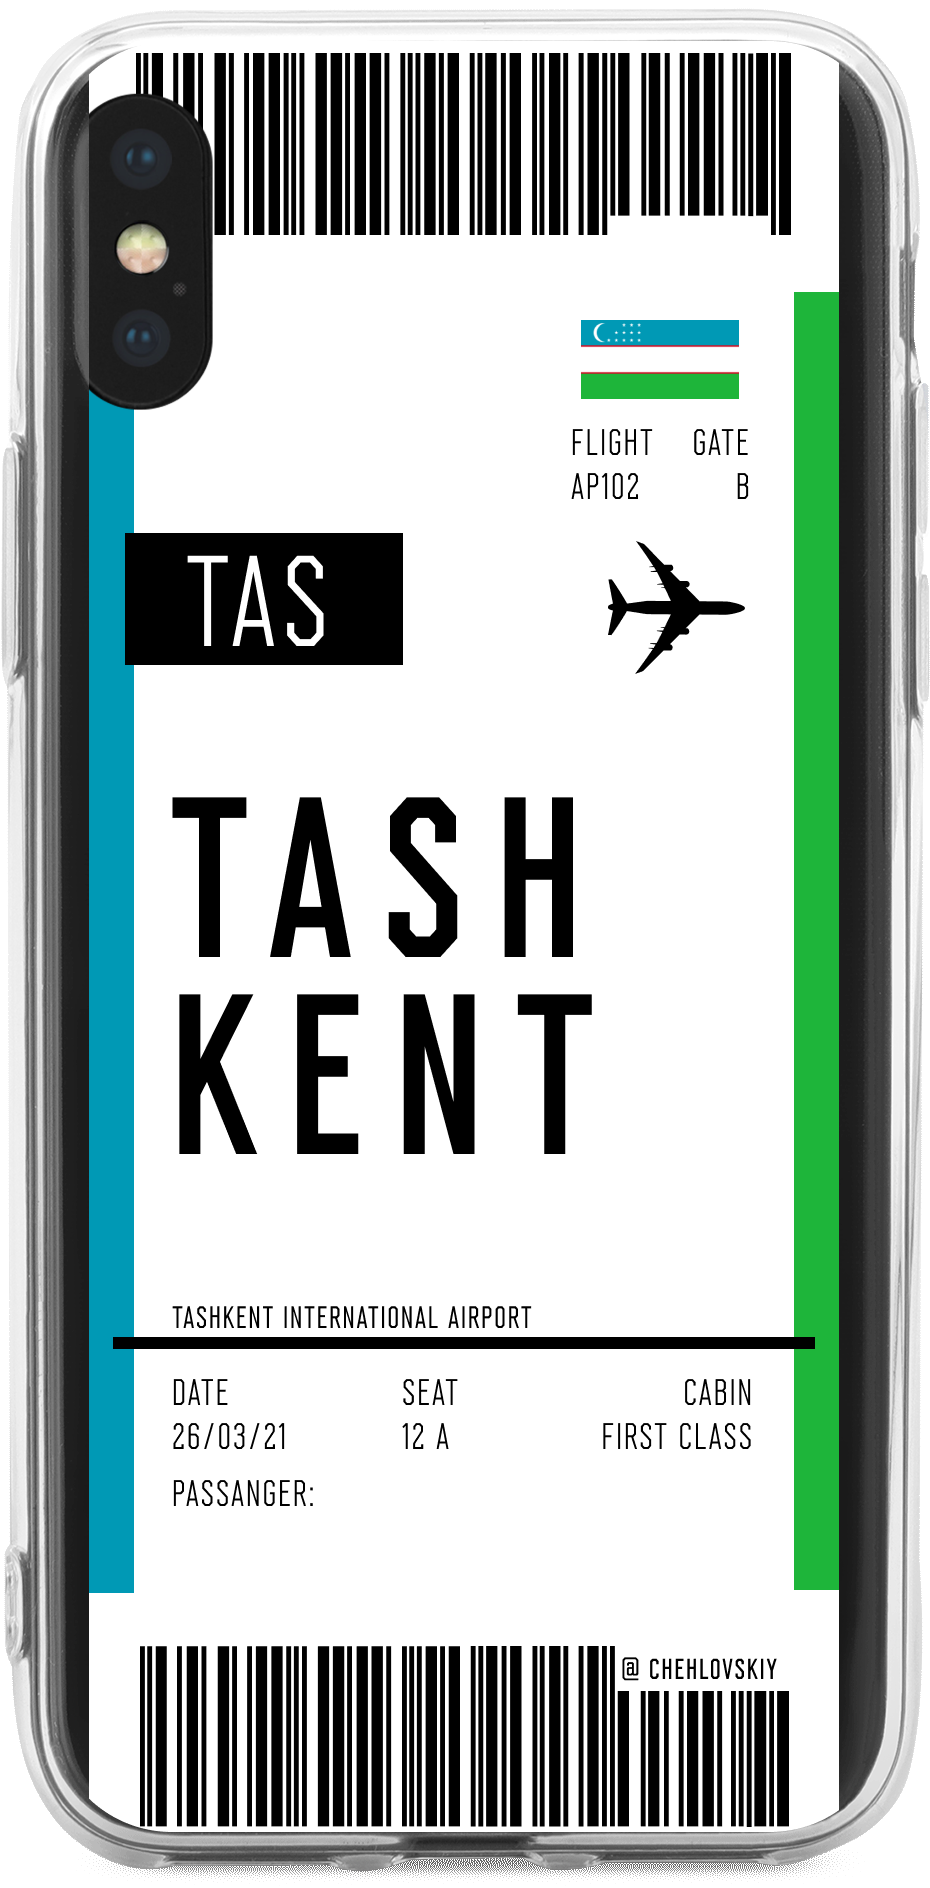 FLIGHT GATE
AP102 B
TAS
TASH
KENT
TASHKENT INTERNATIONAL AIRPORT
DATE SEAT CABIN
26/03/21 12 A FIRST CLASS
PASSANGER:
@ CHEHLOVSKIY